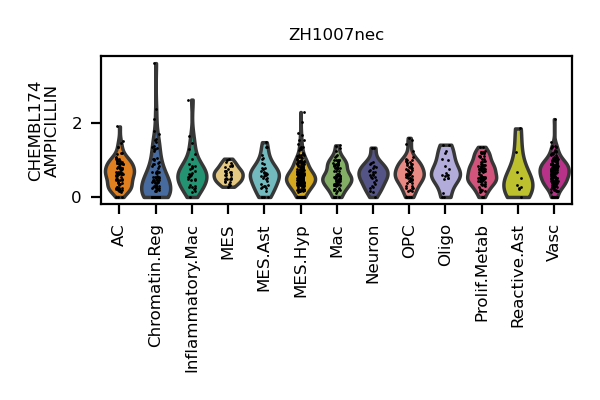 ZH1007nec
CHEMBL174
AMPICILLIN
2
0
AC
Chromatin.Reg
Inflammatory.Mac
MES
MES.Ast
MES.Hyp
Mac
Neuron
OPC
Oligo
Prolif.Metab
Reactive.Ast
Vasc